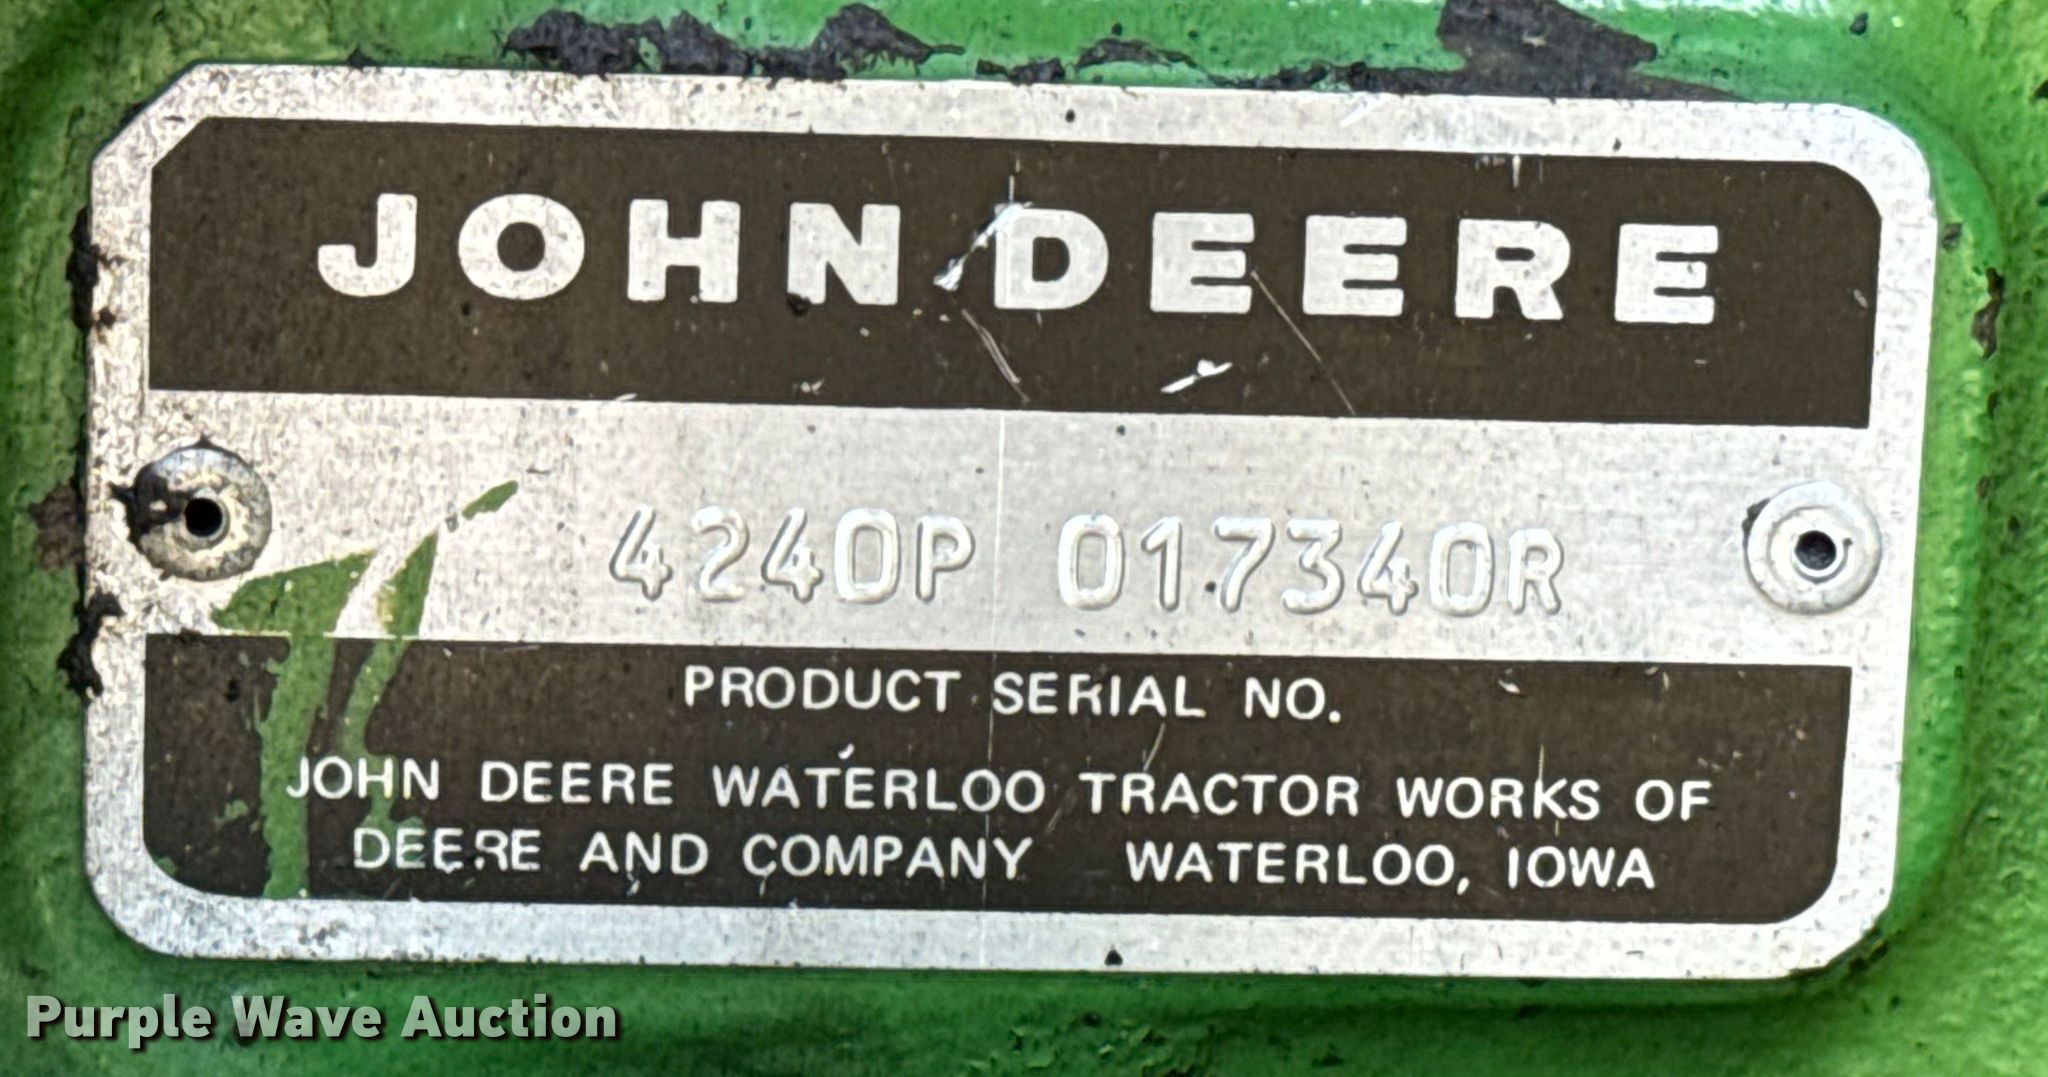 JOHN DEERE
4240P 017340R
PRODUCT SERIAL NO.
JOHN DEERE WATERLOO TRACTOR WORKS OF
DEERE AND COMPANY WATERLOO, IOWA
Purple Wave Auction